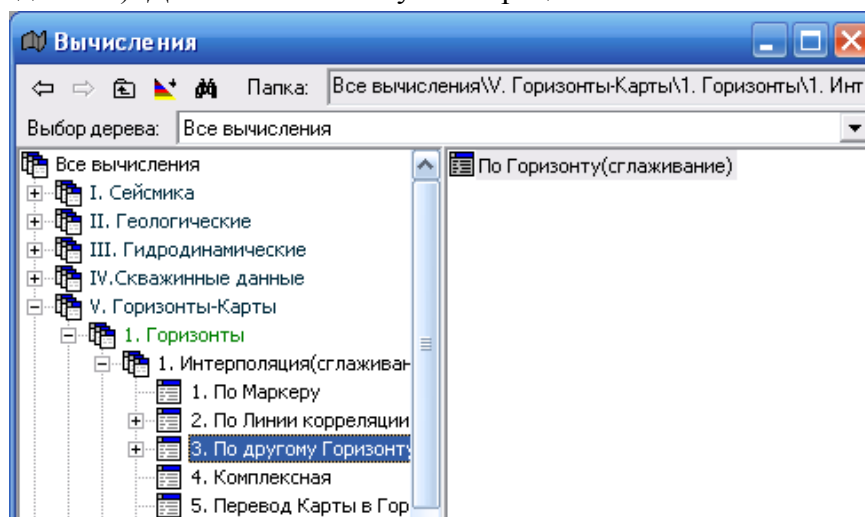 Вычисления
Папка: Все вычисления\V. Горизонты-Карты\1. Горизонты\1. Инт
Выбор дерева: Все вычисления
Все вычисления
I. Сейсмика
II. Геологические
III. Гидродинамические
IV.Скважинные данные
V. Горизонты-Карты
1. Горизонты
1. Интерполяция(сглаживан
1. По Маркеру
2. По Линии корреляции
3. По другому Горизонту
4. Комплексная
5. Перевод Карты в Гор
По Горизонту(сглаживание)